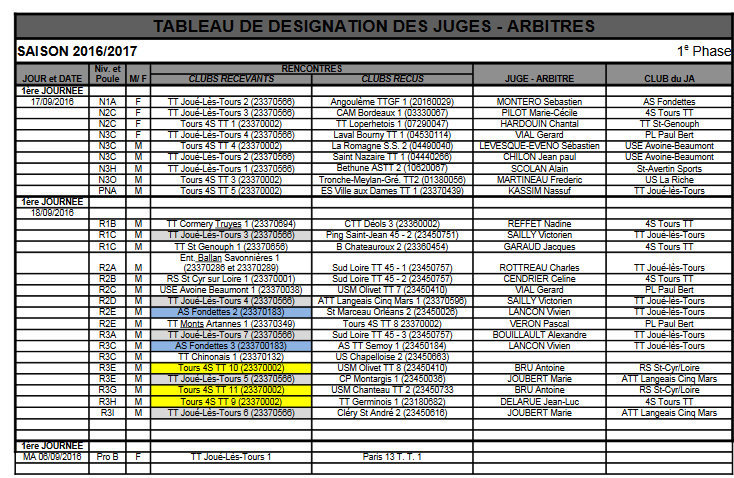 TABLEAU DE DESIGNATION DES JUGES - ARBITRES
SAISON 2016/2017 1e Phase
JOUR et DATE Niv. et Poule M/ F RENCONTRES CLUBS RECEVANTS CLUBS RECUS JUGE - ARBITRE CLUB du JA
1ère JOURNEE
17/09/2016 N1A F TT Joué-Lès-Tours 2 (23370566) Angoulème TTGF 1 (20160029) MONTERO Sébastien AS Fondettes
N2C F TT Joué-Lès-Tours 3 (23370566) CAM Bordeaux 1 (03330067) PILOT Marie-Cécile 4S Tours TT
N2C F Tours 4S TT 1 (23370002) TT Loperhetois 1 (07290047) HARDOUIN Chantal TT St-Genouph
N3C F TT Joué-Lès-Tours 4 (23370566) Laval Bourny TT 1 (04530114) VIAL Gerard PL Paul Bert
N3C M Tours 4S TT 4 (23370002) La Romagne S.S. 2 (04490040) LEVESQUE-EVENO Sébastien USE Avoine-Beaumont
N3C M TT Joué-Lès-Tours 2 (23370566) Saint Nazaire TT 1 (04440266) CHILON Jean paul USE Avoine-Beaumont
N3H M TT Joué-Lès-Tours 1 (23370566) Bethune ASTT 2 (10620067) SCOLAN Alain St-Avertin Sports
N3O M Tours 4S TT 3 (23370002) Tronche-Meylan-Gré. TT2 (01380056) MARTINEAU Frederic US La Riche
PNA M Tours 4S TT 5 (23370002) ES Ville aux Dames TT 1 (23370439) KASSIM Nassuf TT Joué-lès-Tours
1ère JOURNEE
18/09/2016
R1B M TT Cormery Truyes 1 (23370694) CTT Déols 3 (23360002) REFFET Nadine 4S Tours TT
R1C M TT Joué-Lès-Tours 3 (23370566) Ping Saint-Jean 45 - 2 (23450751) SAILLY Victorien TT Joué-lès-Tours
R1C M TT St Genouph 1 (23370656) B Chateauroux 2 (23360454) GARAUD Jacques 4S Tours TT
R2A M Ent. Ballan Savonnières 1
(23370286 et 23370289) Sud Loire TT 45 - 1 (23450757) ROTTREAU Charles TT Joué-lès-Tours
R2B M RS St Cyr sur Loire 1 (23370001) Sud Loire TT 45 - 2 (23450757) CENDRIER Celine 4S Tours TT
R2C M USE Avoine Beaumont 1 (23370038) USM Olivet TT 7 (23450410) VIAL Gerard PL Paul Bert
R2D M TT Joué-Lès-Tours 4 (23370566) ATT Langeais Cinq Mars 1 (23370596) SAILLY Victorien TT Joué-lès-Tours
R2E M AS Fondettes 2 (23370183) St Marceau Orléans 2 (23450026) LANCON Vivien TT Joué-lès-Tours
R2E M TT Monts Artannes 1 (23370349) Tours 4S TT 8 23370002) VERON Pascal PL Paul Bert
R3A M TT Joué-Lès-Tours 7 (23370566) Sud Loire TT 45 - 3 (23450757) BOUILLAULT Alexandre TT Joué-lès-Tours
R3C M AS Fondettes 3 (233700183) AS TT Semoy 1 (23450184) LANCON Vivien TT Joué-lès-Tours
R3C M TT Chinonais 1 (23370132) US Chapelloise 2 (23450663)
R3E M Tours 4S TT 10 (23370002) USM Olivet TT 8 (23450410) BRU Antoine RS St-Cyr/Loire
R3E M TT Joué-Lès-Tours 5 (23370566) CP Montargis 1 (23450036) JOUBERT Marie ATT Langeais Cinq Mars
R3G M Tours 4S TT 11 (23370002) USM Chanteau TT 2 (23450733 BRU Antoine RS St-Cyr/Loire
R3H M Tours 4S TT 9 (23370002) TT Germinois 1 (23180682) DELARUE Jean-Luc 4S Tours TT
R3I M TT Joué-Lès-Tours 6 (23370566) Cléry St André 2 (23450616) JOUBERT Marie ATT Langeais Cinq Mars
1ère JOURNEE
MA 06/09/2016 Pro B F TT Joué-Lès-Tours 1 Paris 13 T. T. 1